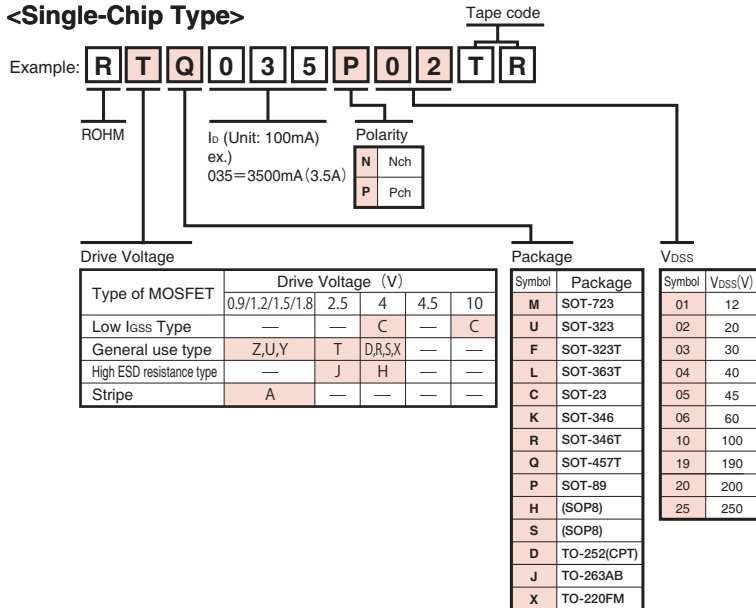 <Single-Chip Type>
Tape code
Example: R T Q 0 3 5 P 0 2 T R
ROHM
ID (Unit: 100mA)
ex.)
035＝3500mA(3.5A)
Polarity
N Nch
P Pch
Drive Voltage
Type of MOSFET
Drive Voltage (V)
0.9/1.2/1.5/1.8 2.5 4 4.5 10
Low IGSS Type — — C — C
General use type Z,U,Y T D,R,S,X — —
High ESD resistance type J H
Stripe A — — — —
Package
Symbol Package
M SOT-723
U SOT-323
F SOT-323T
L SOT-363T
C SOT-23
K SOT-346
R SOT-346T
Q SOT-457T
P SOT-89
H (SOP8)
S (SOP8)
D TO-252(CPT)
J TO-263AB
X TO-220FM
VDSS
Symbol VDSS(V)
01 12
02 20
03 30
04 40
05 45
06 60
10 100
19 190
20 200
25 250